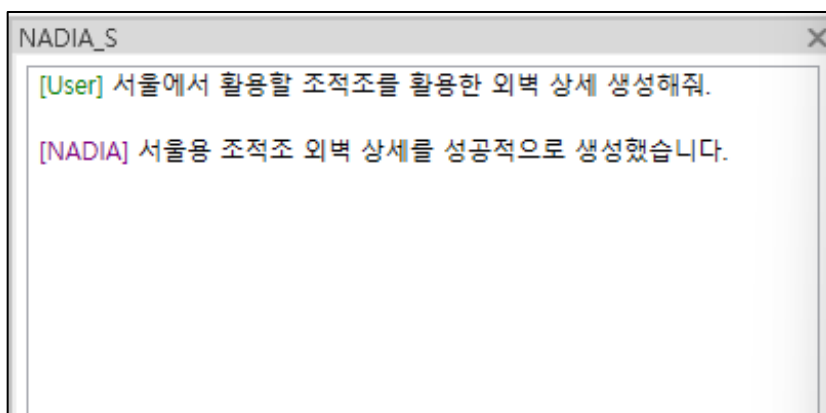 NADIA_S
[User] 서울에서 활용할 조적조를 활용한 외벽 상세 생성해줘.
[NADIA] 서울용 조적조 외벽 상세를 성공적으로 생성했습니다.